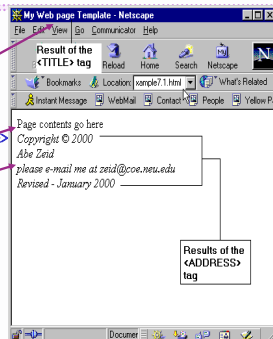 My Web page Template - Netscape
File Edit View Go Communicator Help
Result of the
<TITLE> tag
Reload Home Search Netscape
Bookmarks Location: xample7.1.html What's Related
Instant Message WebMail Contact People Yellow Pa
Page contents go here
Copyright © 2000
Abe Zeid
please e-mail me at zeid@coe.neu.edu
Revised - January 2000
Results of the
<ADDRESS>
tag
Documer